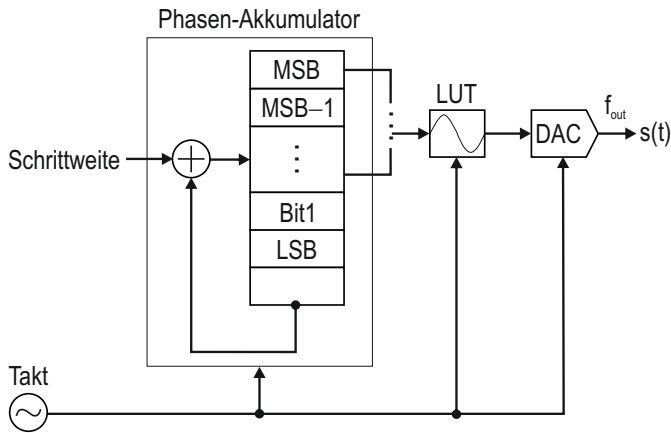 Phasen-Akkumulator
MSB
MSB–1
Bit1
LSB
Schrittweite
LUT
DAC
f_out
s(t)
Takt